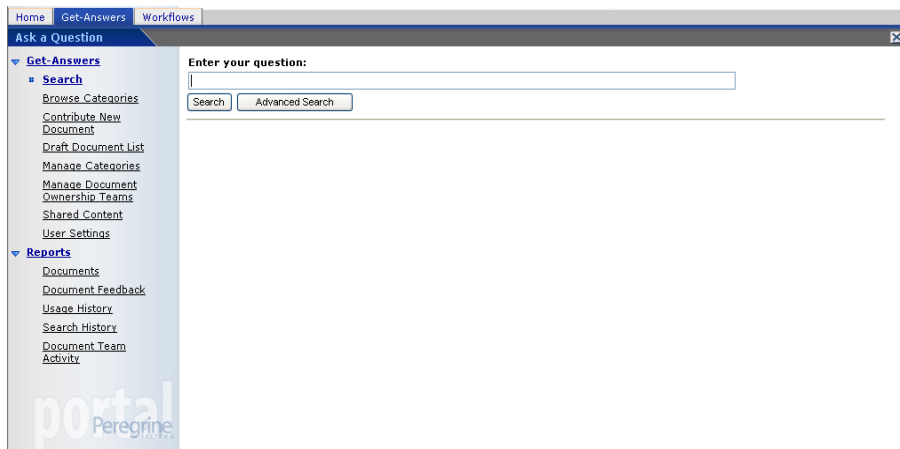 Home Get-Answers Workflows
Ask a Question
Get-Answers
Search
Browse Categories
Contribute New
Document
Draft Document List
Manage Categories
Manage Document
Ownership Teams
Shared Content
User Settings
Reports
Documents
Document Feedback
Usage History
Search History
Document Team
Activity
portal
Peregrine
Enter your question:
Search Advanced Search